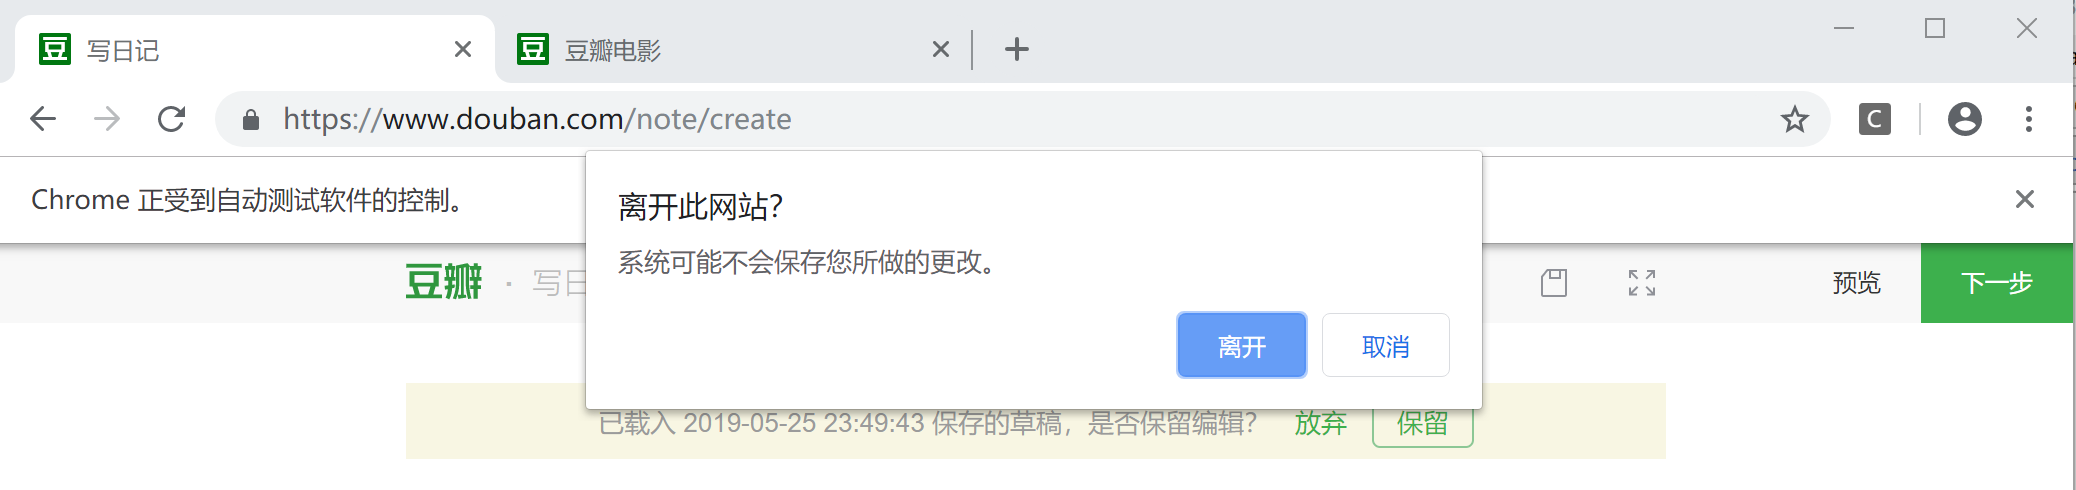 豆 写日记 豆 豆瓣电影
https://www.douban.com/note/create C
Chrome 正受到自动测试软件的控制。
离开此网站？
系统可能不会保存您所做的更改。
离开 取消
豆瓣 · 写日 预览 下一步
已载入 2019-05-25 23:49:43 保存的草稿，是否保留编辑？ 放弃 保留